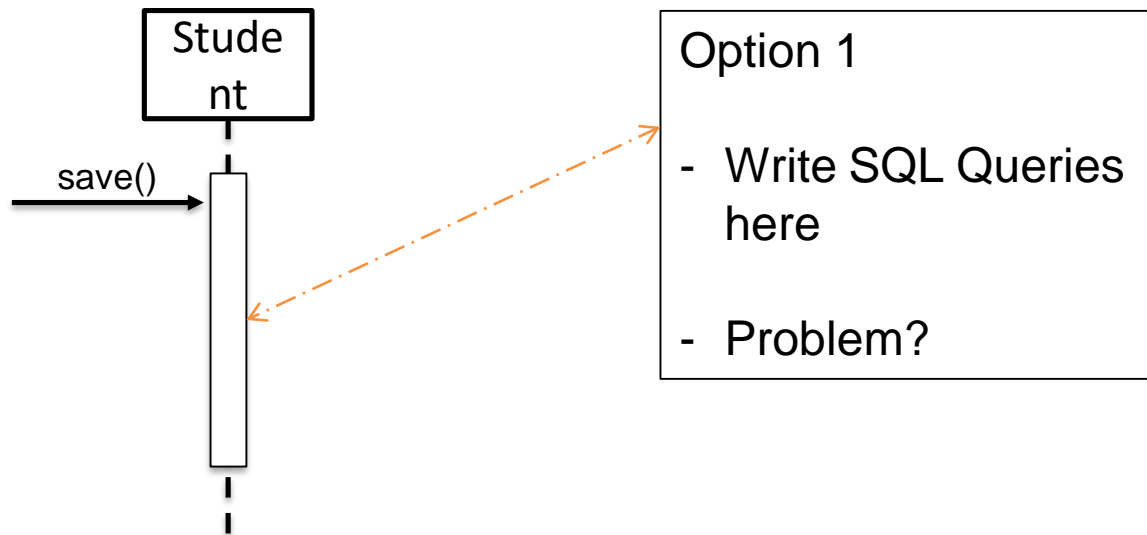 Stude
nt
save()
Option 1
- Write SQL Queries
here
- Problem?